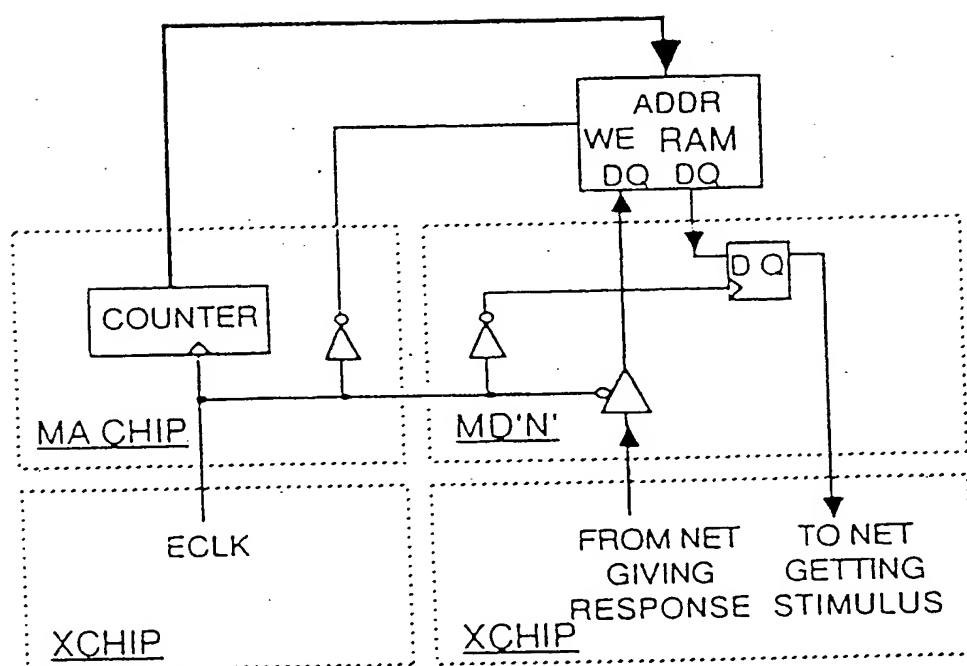 ADDR
WE RAM
DQ DQ
D Q
COUNTER
MA CHIP
MD'N'
ECLK
FROM NET
GIVING
RESPONSE
TO NET
GETTING
STIMULUS
XCHIP
XCHIP